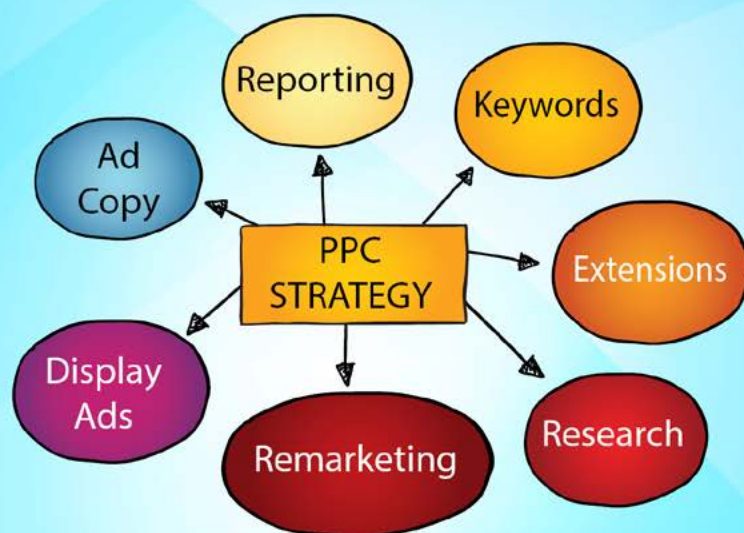 Reporting
Keywords
Ad
Copy
PPC
STRATEGY
Extensions
Display
Ads
Remarketing
Research